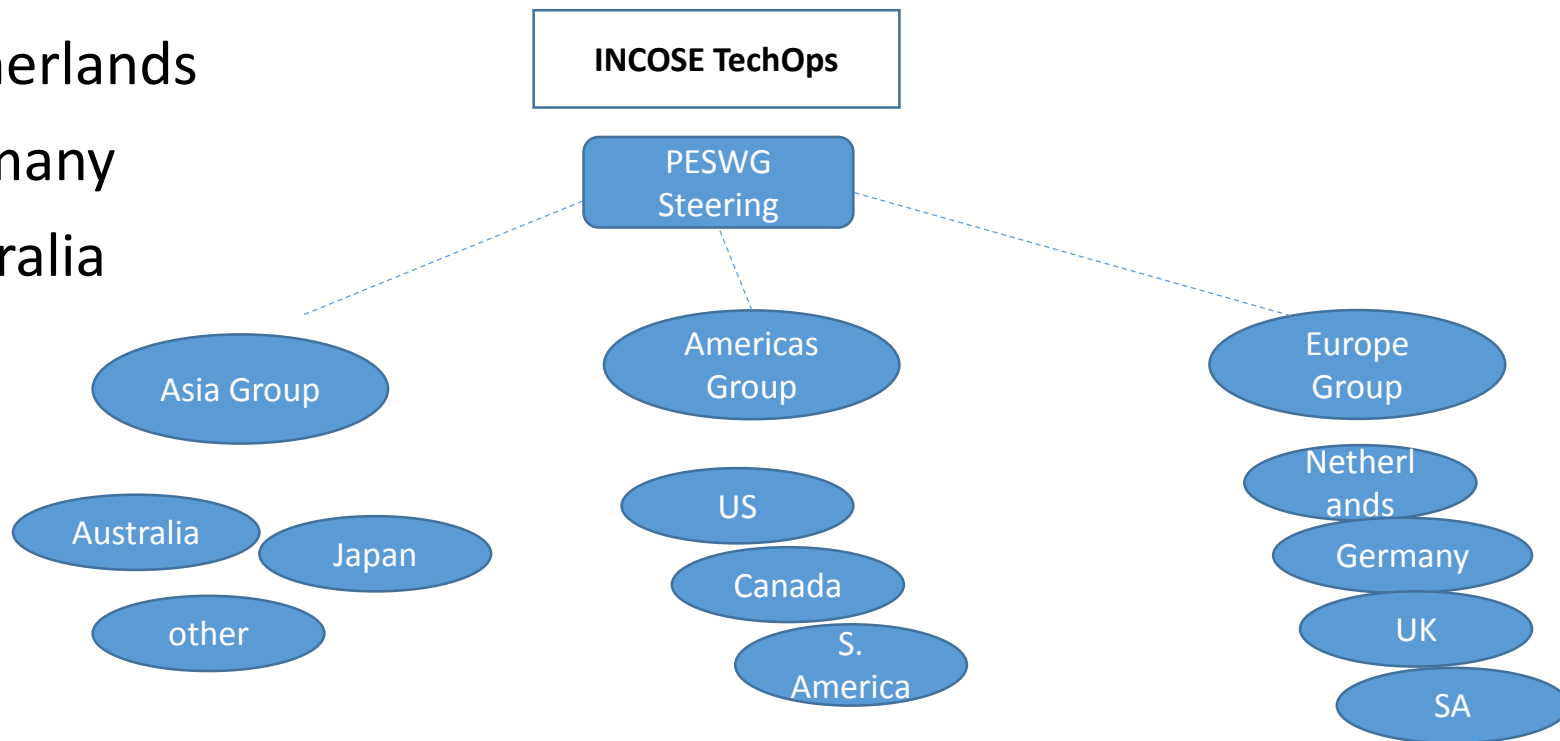 herlands
many
ralia
INCOSE TechOps
PESWG
Steering
Asia Group
Americas
Group
Europe
Group
Australia
Japan
other
US
Canada
S.
America
Netherl
ands
Germany
UK
SA